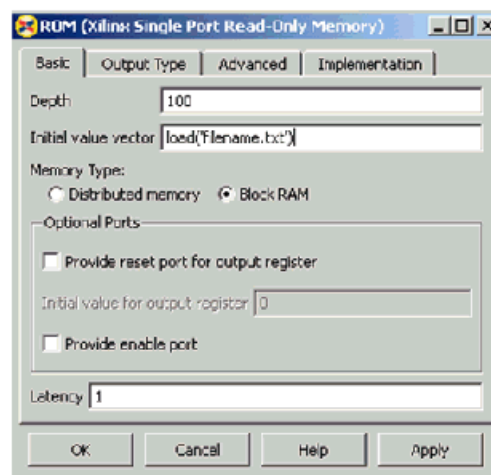 ROM (Xilinx Single Port Read-Only Memory)
Basic Output Type Advanced Implementation
Depth 100
Initial value vector load('filename.txt')
Memory Type:
Distributed memory Block RAM
Optional Ports
Provide reset port for output register
Initial value for output register 0
Provide enable port
Latency 1
OK Cancel Help Apply